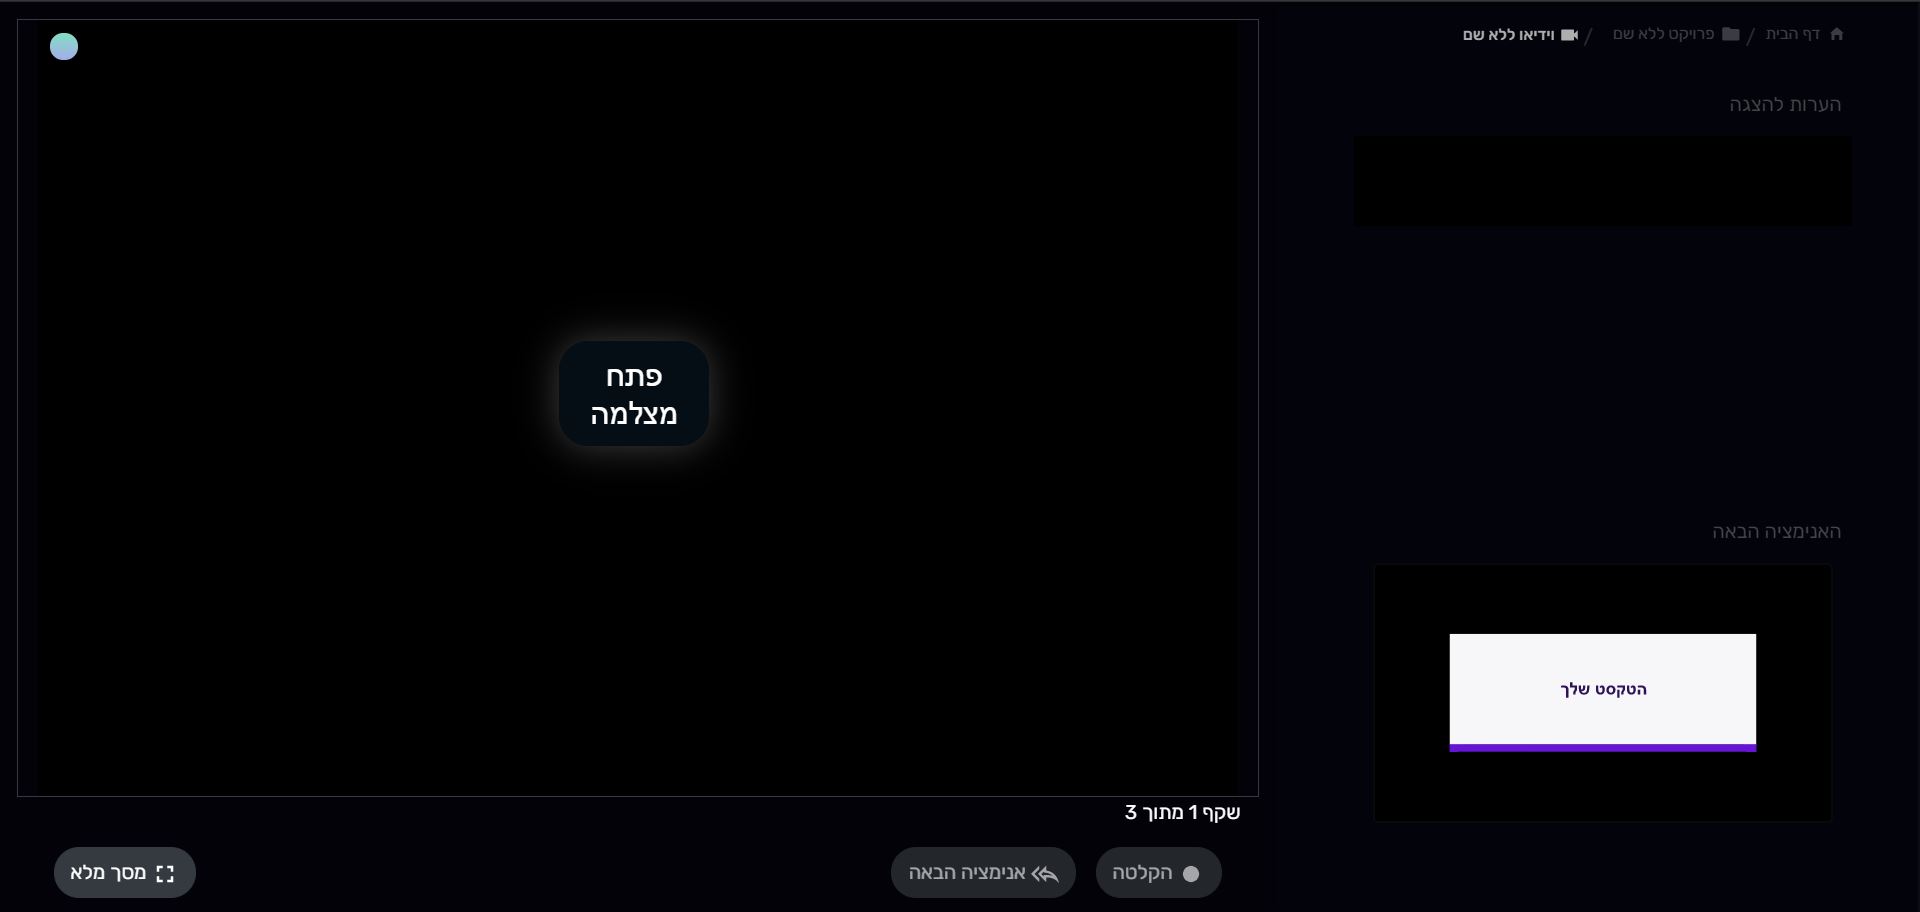 דף הבית / פרויקט ללא שם / וידיאו ללא שם
הערות להצגה
פתח
מצלמה
האנימציה הבאה
הטקסט שלך
שקף 1 מתוך 3
הקלטה
אנימציה הבאה
מסך מלא